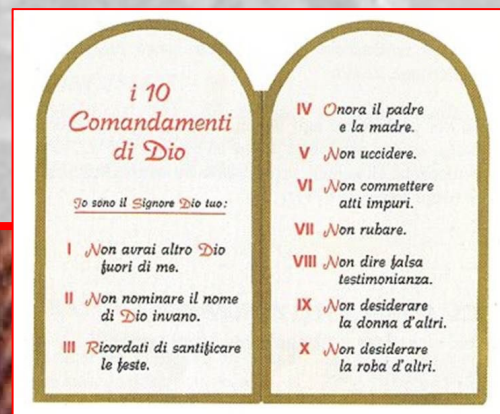 i 10
Comandamenti
di Dio
Io sono il Signore Dio tuo:
I Non avrai altro Dio
fuori di me.
II Non nominare il nome
di Dio invano.
III Ricordati di santificare
le feste.
IV Onora il padre
e la madre.
V Non uccidere.
VI Non commettere
atti impuri.
VII Non rubare.
VIII Non dire falsa
testimonianza.
IX Non desiderare
la donna d'altri.
X Non desiderare
la roba d'altri.